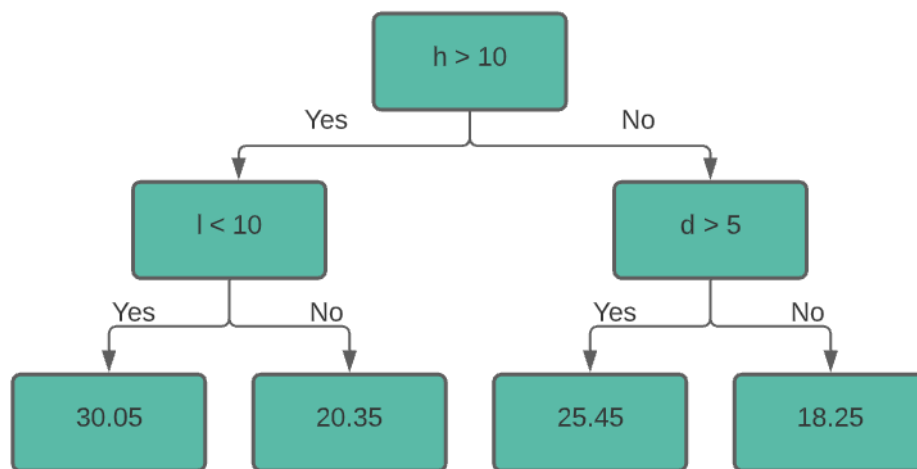 h > 10
Yes
No
l < 10
d > 5
Yes
No
Yes
No
30.05
20.35
25.45
18.25